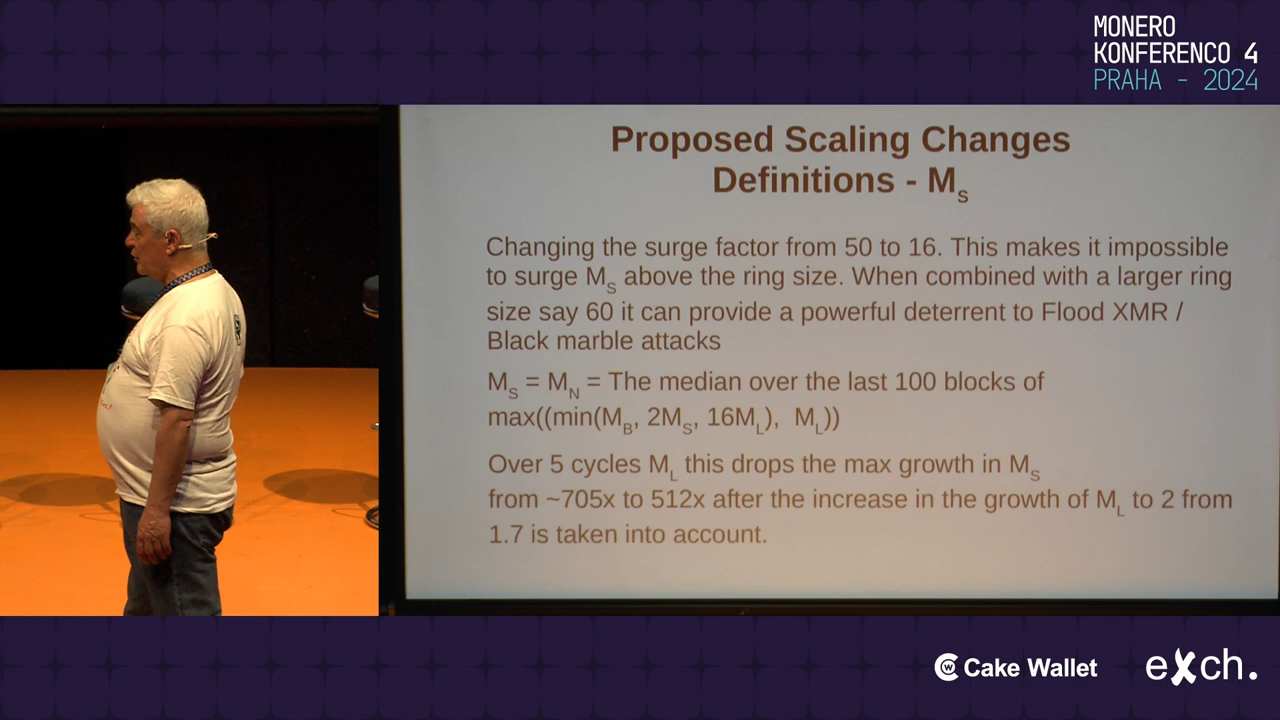 MONERO
KONFERENCO 4
PRAHA - 2024
Proposed Scaling Changes
Definitions - Ms
Changing the surge factor from 50 to 16. This makes it impossible
to surge MS above the ring size. When combined with a larger ring
size say 60 it can provide a powerful deterrent to Flood XMR /
Black marble attacks
MS = MN = The median over the last 100 blocks of
max((min(MB, 2MS, 16ML), ML))
Over 5 cycles ML this drops the max growth in MS
from ~705x to 512x after the increase in the growth of ML to 2 from
1.7 is taken into account.
Cake Wallet
eXch.